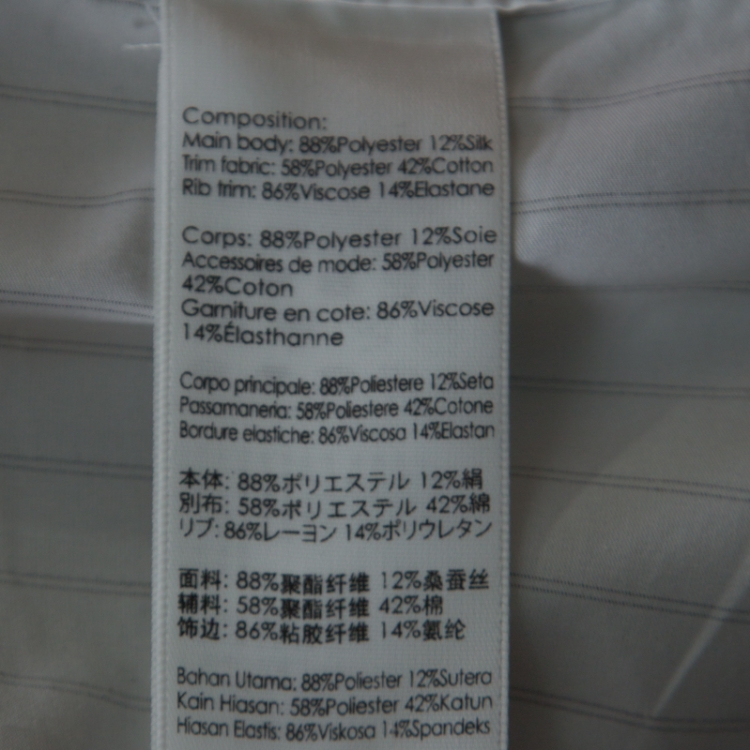 Composition:
Main body: 88%Polyester 12%Silk
Trim fabric: 58%Polyester 42%Cotton
Rib trim: 86%Viscose 14%Elastane
Corps: 88%Polyester 12%Soie
Accessoires de mode: 58%Polyester
42%Coton
Garniture en cote: 86%Viscose
14%Élasthanne
Corpo principale: 88%Poliestere 12%Seta
Passamaneria: 58%Poliestere 42%Cotone
Bordure elastiche: 86%Viscosa 14%Elastan
本体: 88%ポリエステル 12%絹
別布: 58%ポリエステル 42%綿
リブ: 86%レーヨン 14%ポリウレタン
面料: 88%聚酯纤维 12%桑蚕丝
辅料: 58%聚酯纤维 42%棉
饰边: 86%粘胶纤维 14%氨纶
Bahan Utama: 88%Poliester 12%Sutera
Kain Hiasan: 58%Poliester 42%Katun
Hiasan Elastis: 86%Viskosa 14%Spandeks